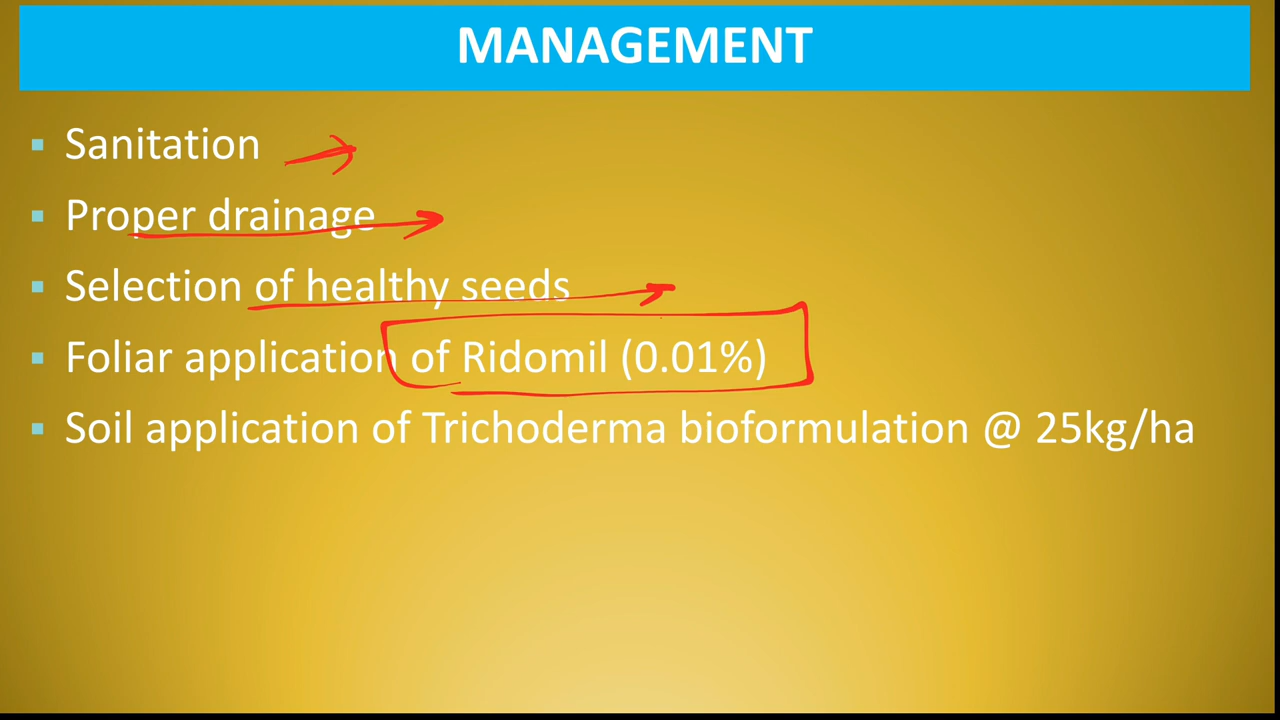 MANAGEMENT
Sanitation
Proper drainage
Selection of healthy seeds
Foliar application of Ridomil (0.01%)
Soil application of Trichoderma bioformulation @ 25kg/ha